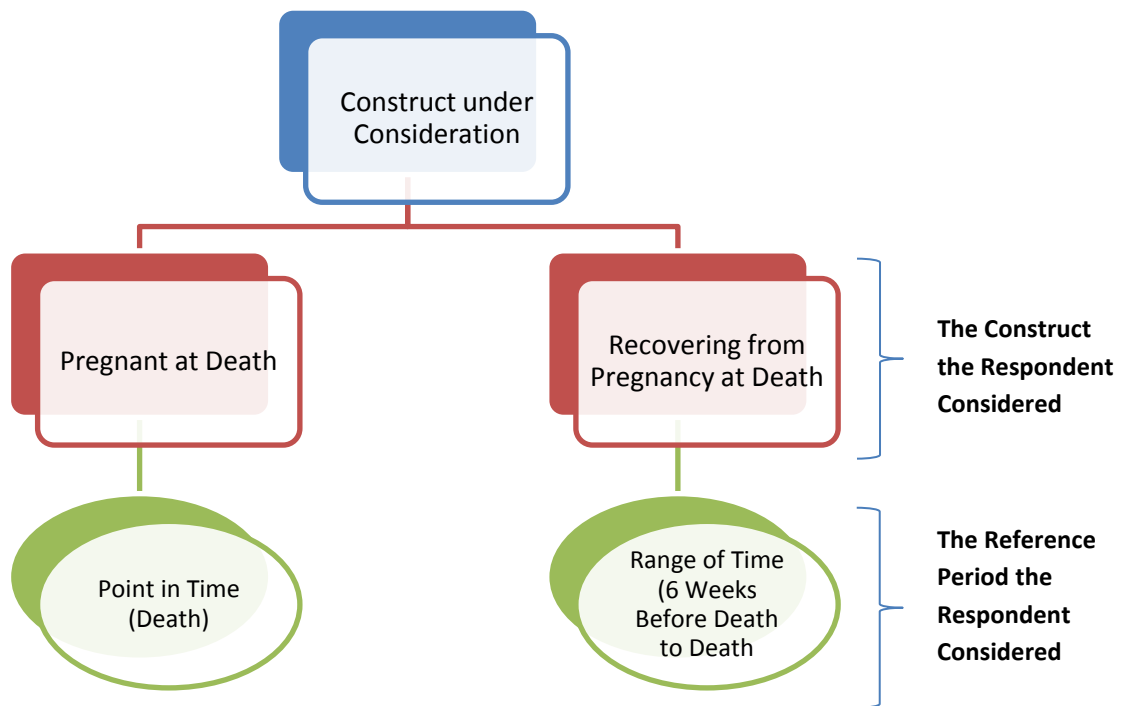 Construct under
Consideration
Pregnant at Death
Recovering from
Pregnancy at Death
The Construct
the Respondent
Considered
Point in Time
(Death)
Range of Time
(6 Weeks
Before Death
to Death
The Reference
Period the
Respondent
Considered